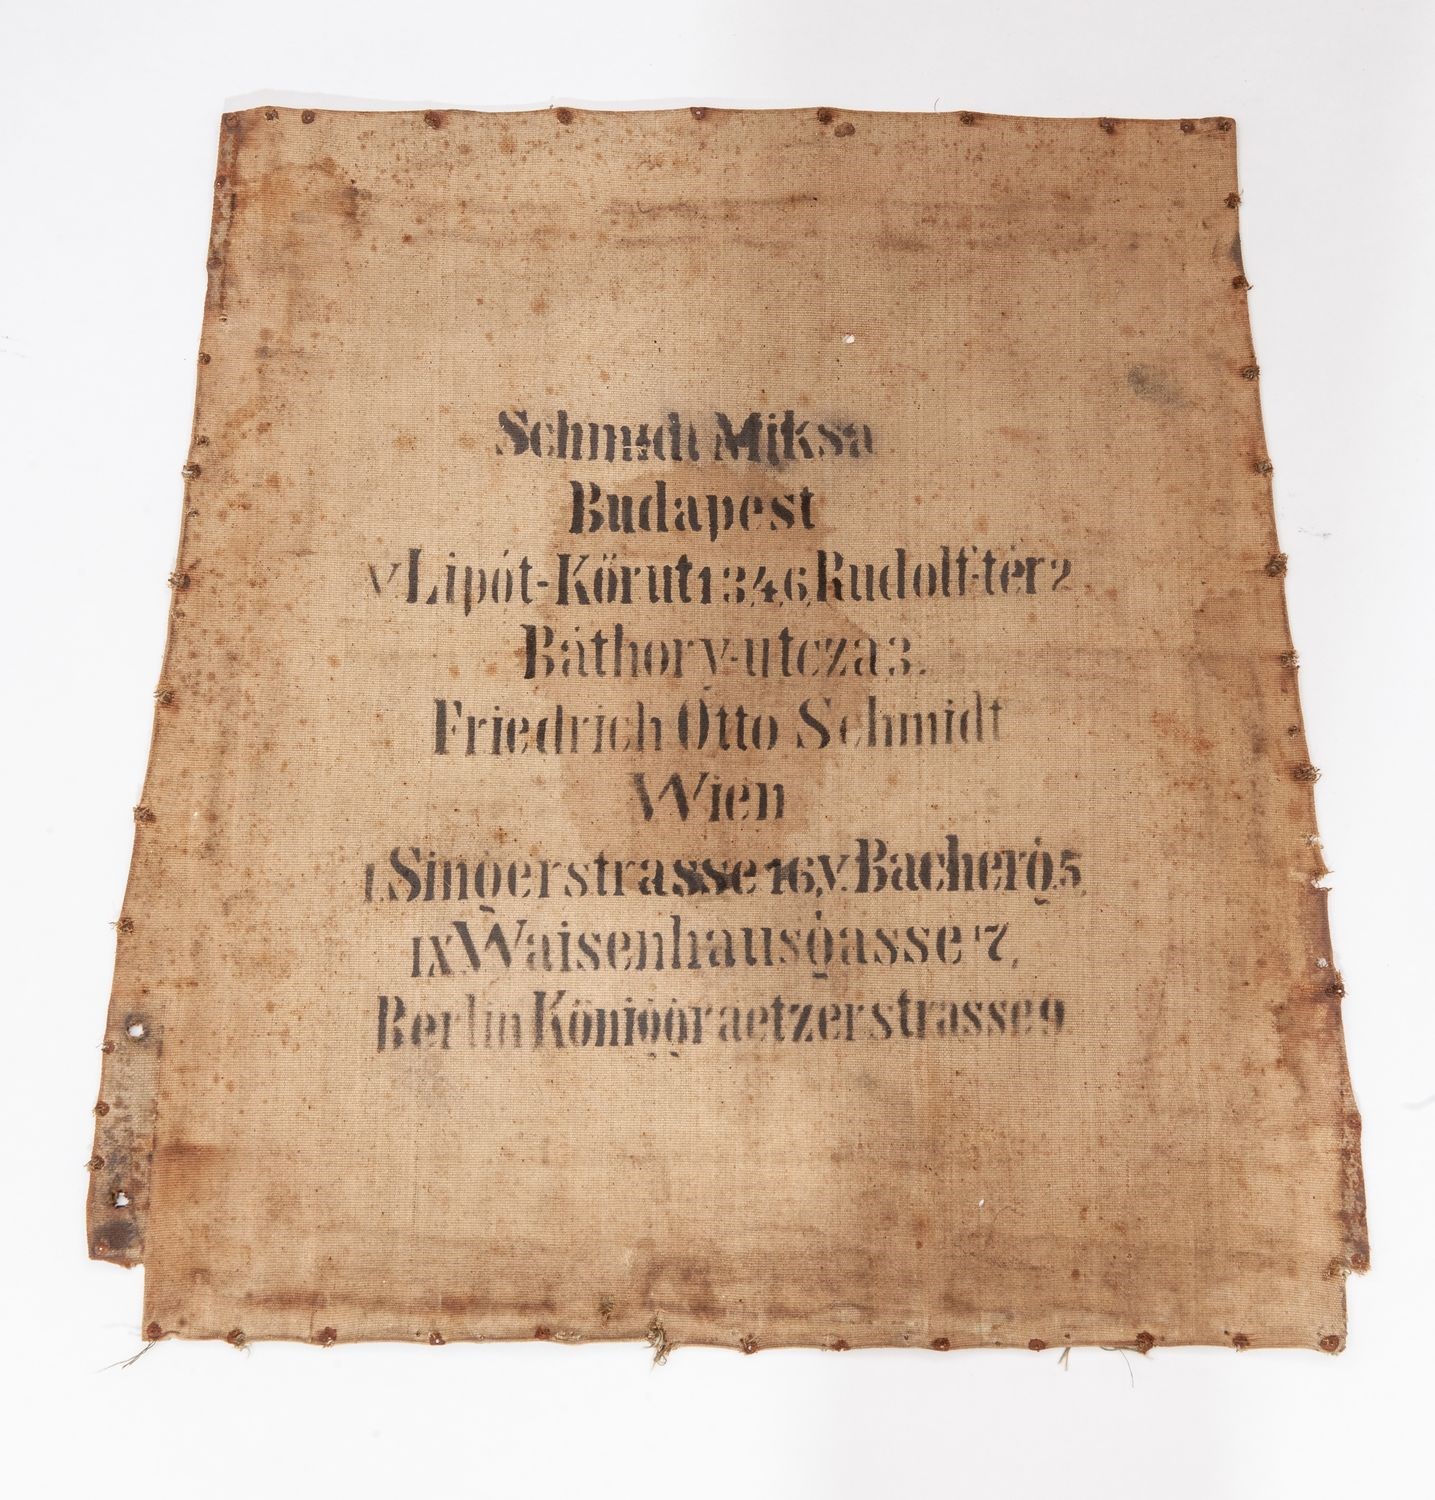 Schmidt Miksa
Budapest
V Lipót-Körut 1 3,4,6, Rudolf-tér 2
Báthory-utcza 3.
Friedrich Otto Schmidt
Wien
I. Singerstrasse 16, V. Bacherg. 5,
IX Waisenhausgasse 7,
Berlin Königgraetzerstrasse 9